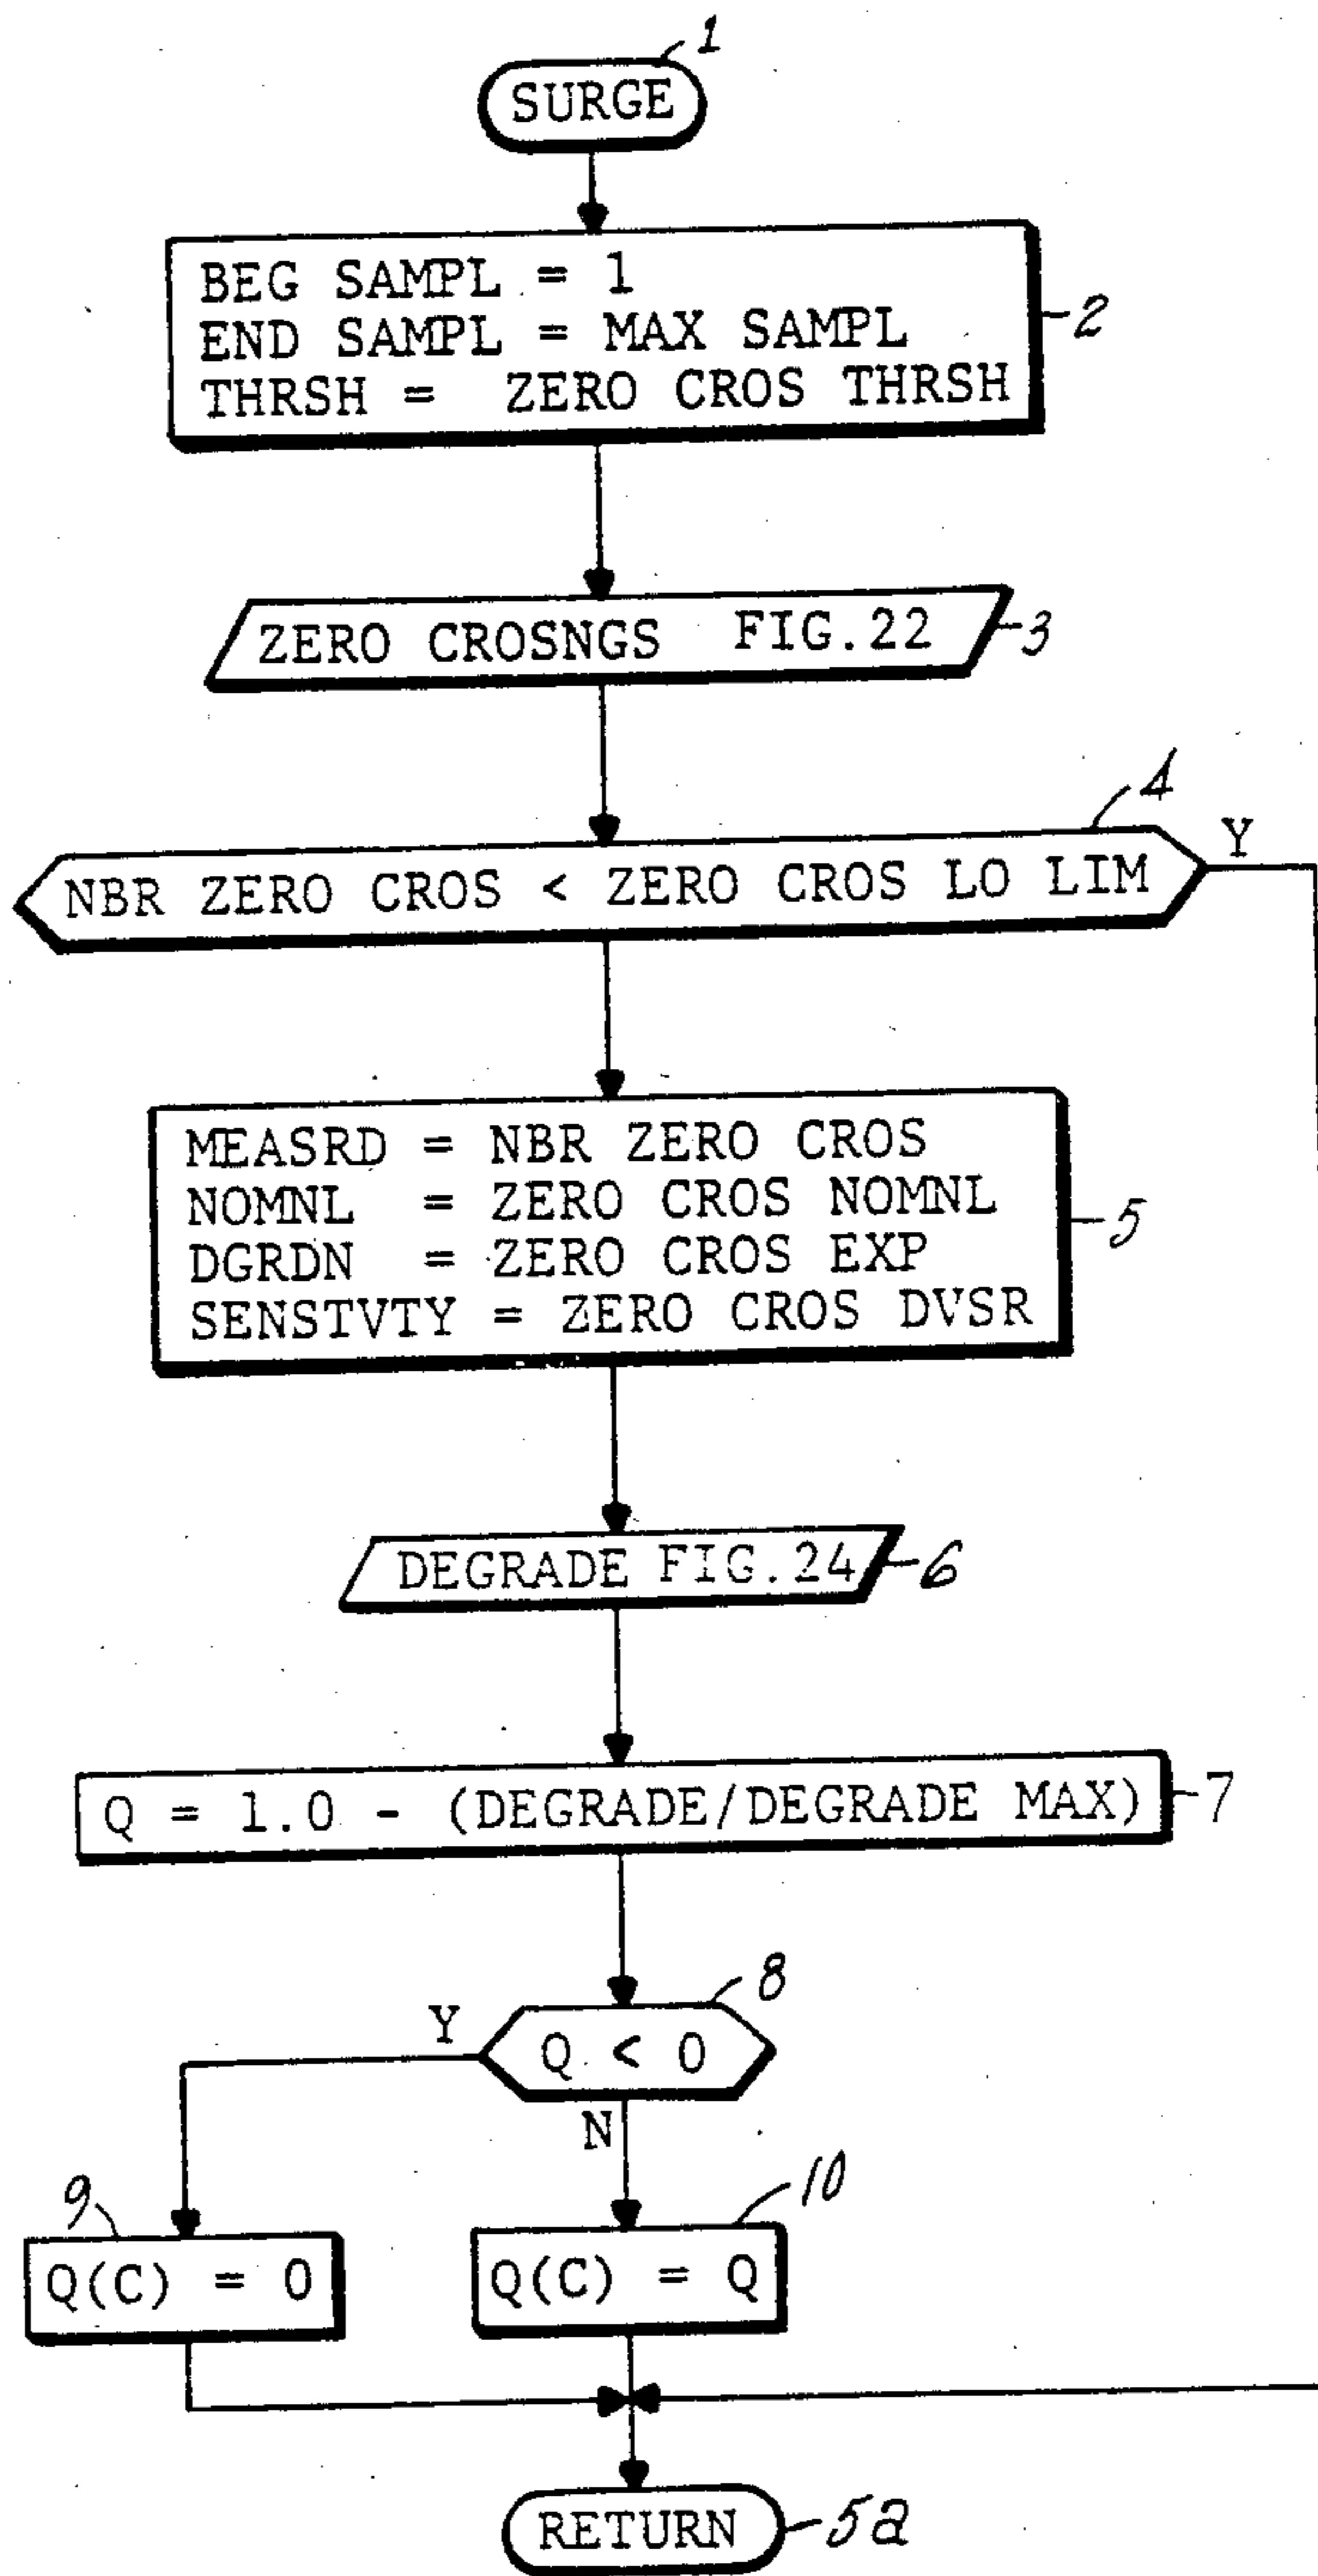 1
SURGE
BEG SAMPL = 1
END SAMPL = MAX SAMPL
THRSH = ZERO CROS THRSH
2
ZERO CROSNGS FIG.22
3
4
NBR ZERO CROS < ZERO CROS LO LIM
Y
MEASRD = NBR ZERO CROS
NOMNL = ZERO CROS NOMNL
DGRDN = ZERO CROS EXP
SENSTVTY = ZERO CROS DVSR
5
DEGRADE FIG.24
6
Q = 1.0 - (DEGRADE/DEGRADE MAX)
7
8
Y
Q < 0
N
9
10
Q(C) = 0
Q(C) = Q
RETURN
5a